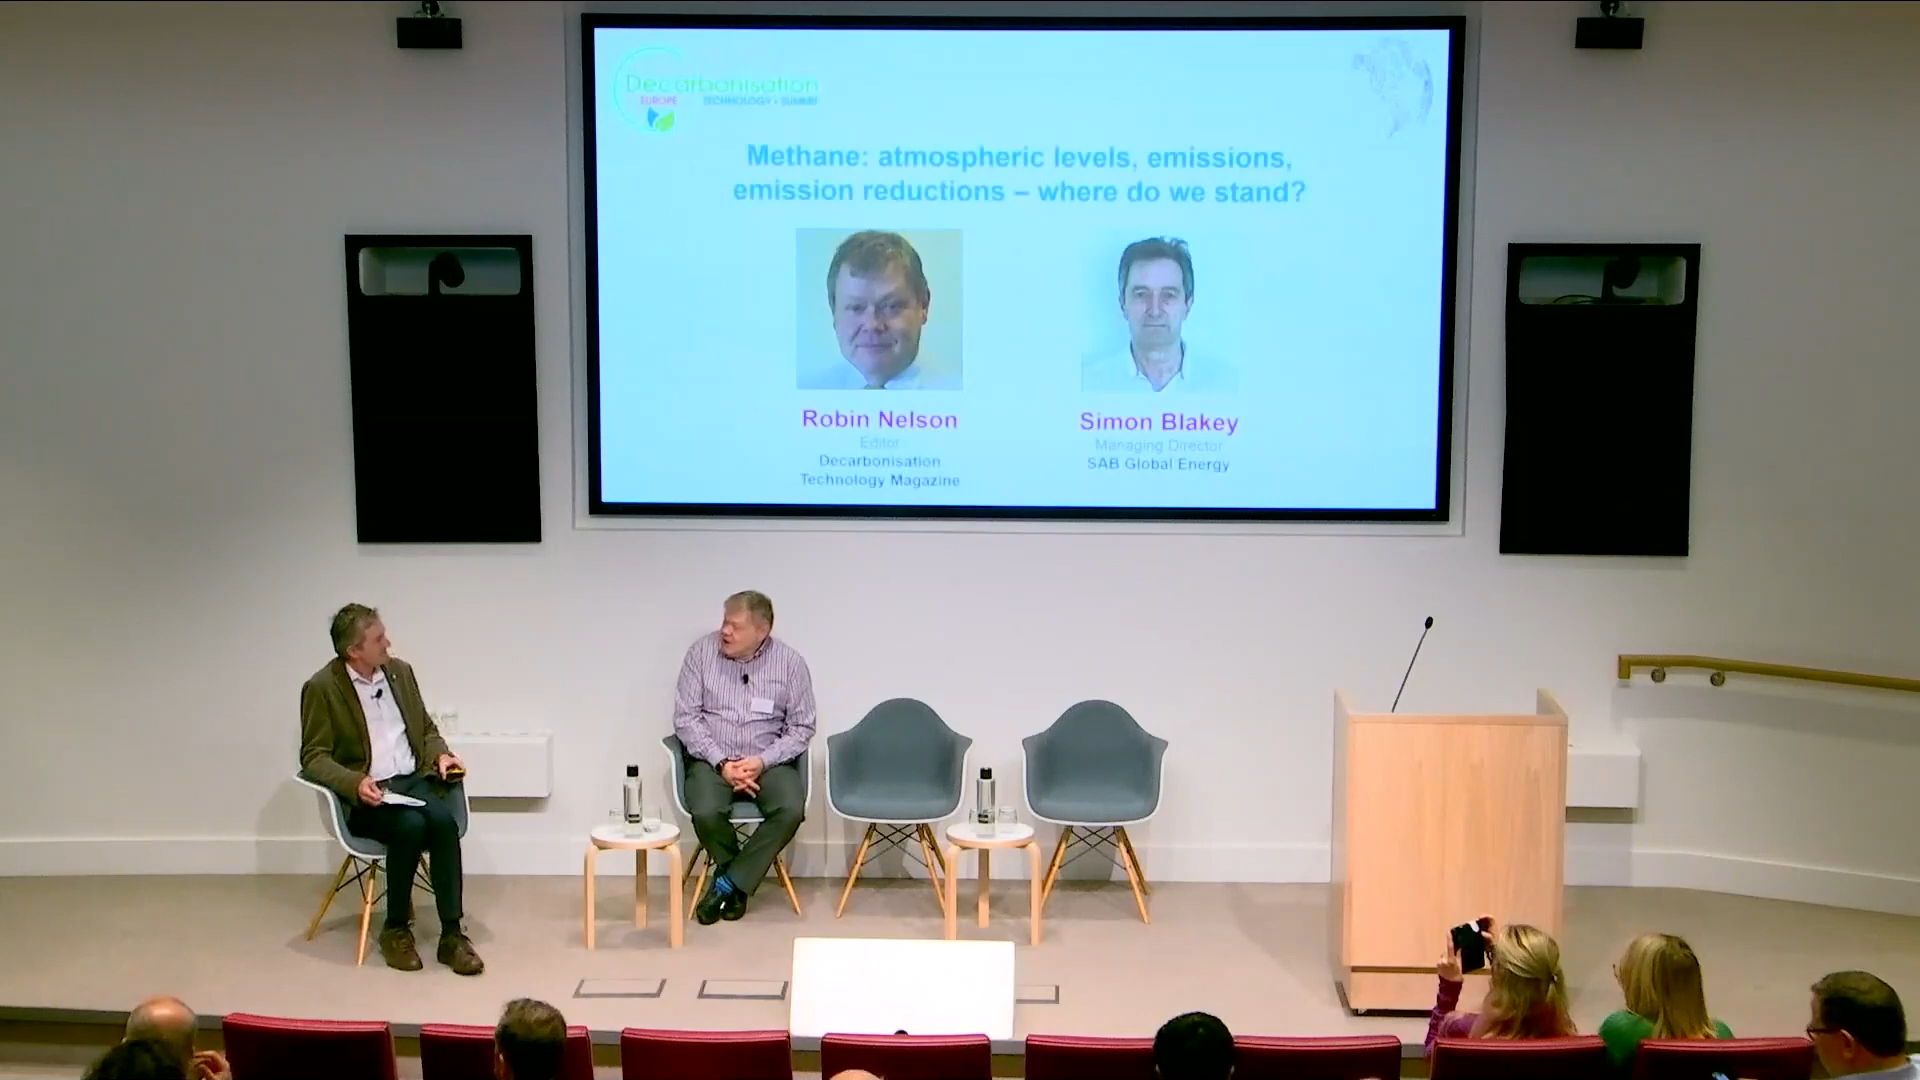 Decarbonisation
EUROPE TECHNOLOGY • SUMMIT
Methane: atmospheric levels, emissions,
emission reductions – where do we stand?
Robin Nelson
Editor
Decarbonisation
Technology Magazine
Simon Blakey
Managing Director
SAB Global Energy